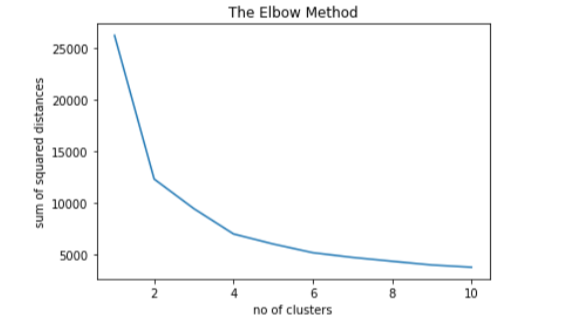 The Elbow Method
25000
20000
15000
10000
5000
sum of squared distances
2 4 6 8 10
no of clusters